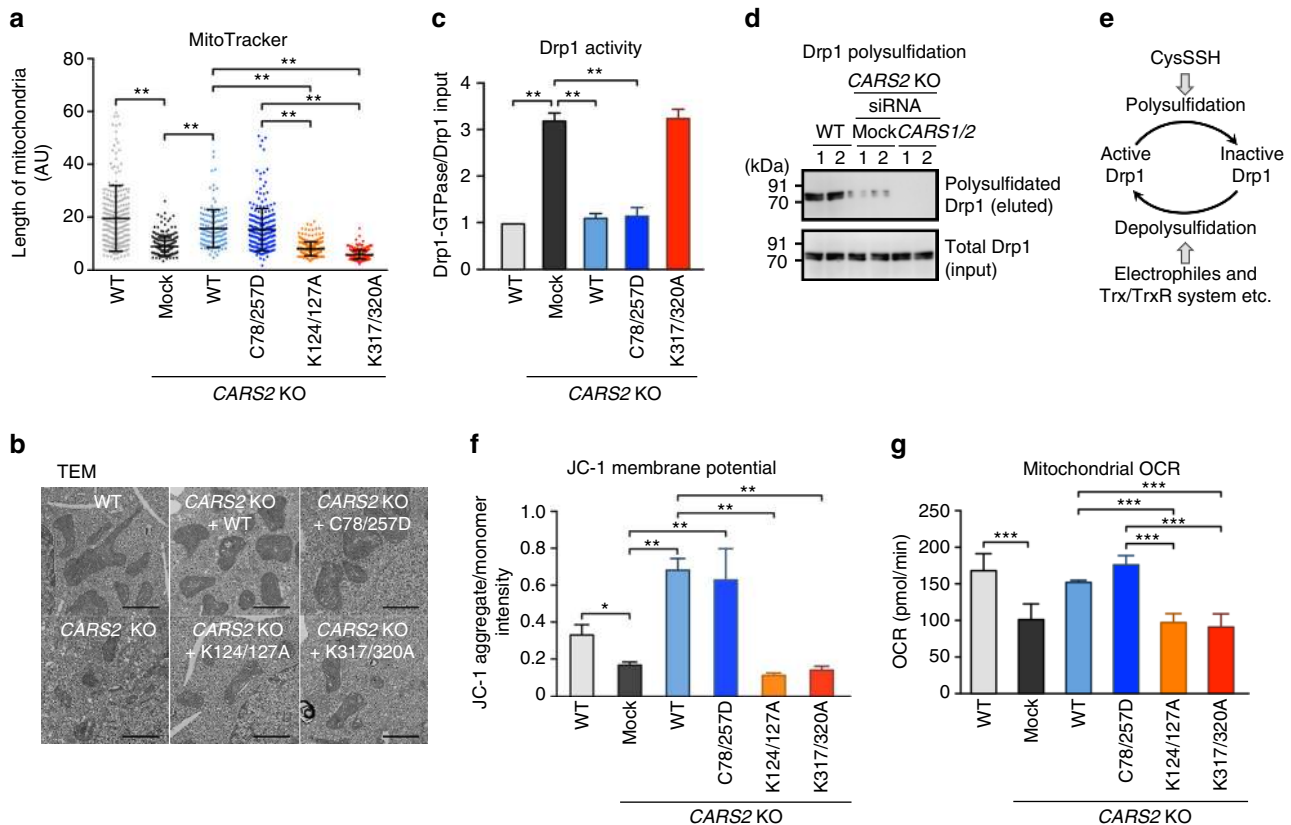 a
MitoTracker
Length of mitochondria
(AU)
80
60
40
20
0
**
**
**
**
**
**
WT
Mock
WT
C78/257D
K124/127A
K317/320A
CARS2 KO
c
Drp1 activity
Drp1-GTPase/Drp1 input
4
3
2
1
0
**
**
**
WT
Mock
WT
C78/257D
K317/320A
CARS2 KO
d
Drp1 polysulfidation
CARS2 KO
siRNA
WT Mock CARS1/2
(kDa) 1 2 1 2 1 2
91
70
Polysulfidated
Drp1 (eluted)
91
70
Total Drp1
(input)
e
CysSSH
Polysulfidation
Active
Drp1
Inactive
Drp1
Depolysulfidation
Electrophiles and
Trx/TrxR system etc.
b
TEM
WT
CARS2 KO
+ WT
CARS2 KO
+ C78/257D
CARS2 KO
CARS2 KO
+ K124/127A
CARS2 KO
+ K317/320A
f
JC-1 membrane potential
JC-1 aggregate/monomer
intensity
1.0
0.8
0.6
0.4
0.2
0
*
**
**
**
**
WT
Mock
WT
C78/257D
K124/127A
K317/320A
CARS2 KO
g
Mitochondrial OCR
OCR (pmol/min)
250
200
150
100
50
0
***
***
***
***
***
WT
Mock
WT
C78/257D
K124/127A
K317/320A
CARS2 KO